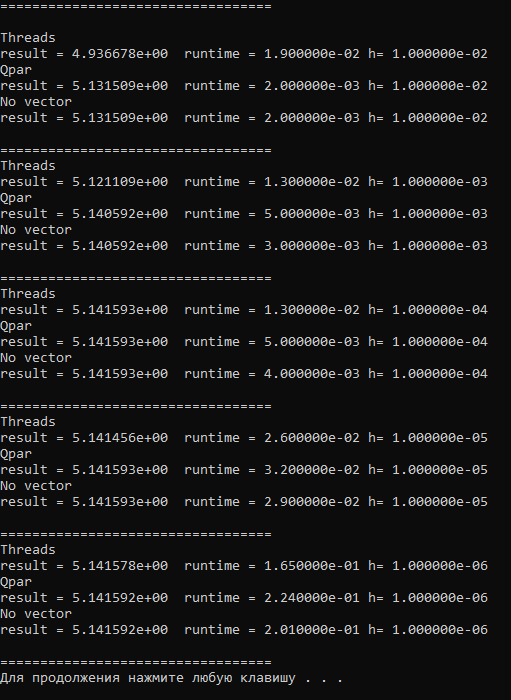 ==================================
Threads
result = 4.936678e+00  runtime = 1.900000e-02 h= 1.000000e-02
Qpar
result = 5.131509e+00  runtime = 2.000000e-03 h= 1.000000e-02
No vector
result = 5.131509e+00  runtime = 2.000000e-03 h= 1.000000e-02
==================================
Threads
result = 5.121109e+00  runtime = 1.300000e-02 h= 1.000000e-03
Qpar
result = 5.140592e+00  runtime = 5.000000e-03 h= 1.000000e-03
No vector
result = 5.140592e+00  runtime = 3.000000e-03 h= 1.000000e-03
==================================
Threads
result = 5.141593e+00  runtime = 1.300000e-02 h= 1.000000e-04
Qpar
result = 5.141593e+00  runtime = 5.000000e-03 h= 1.000000e-04
No vector
result = 5.141593e+00  runtime = 4.000000e-03 h= 1.000000e-04
==================================
Threads
result = 5.141456e+00  runtime = 2.600000e-02 h= 1.000000e-05
Qpar
result = 5.141593e+00  runtime = 3.200000e-02 h= 1.000000e-05
No vector
result = 5.141593e+00  runtime = 2.900000e-02 h= 1.000000e-05
==================================
Threads
result = 5.141578e+00  runtime = 1.650000e-01 h= 1.000000e-06
Qpar
result = 5.141592e+00  runtime = 2.240000e-01 h= 1.000000e-06
No vector
result = 5.141592e+00  runtime = 2.010000e-01 h= 1.000000e-06
==================================
Для продолжения нажмите любую клавишу . . .